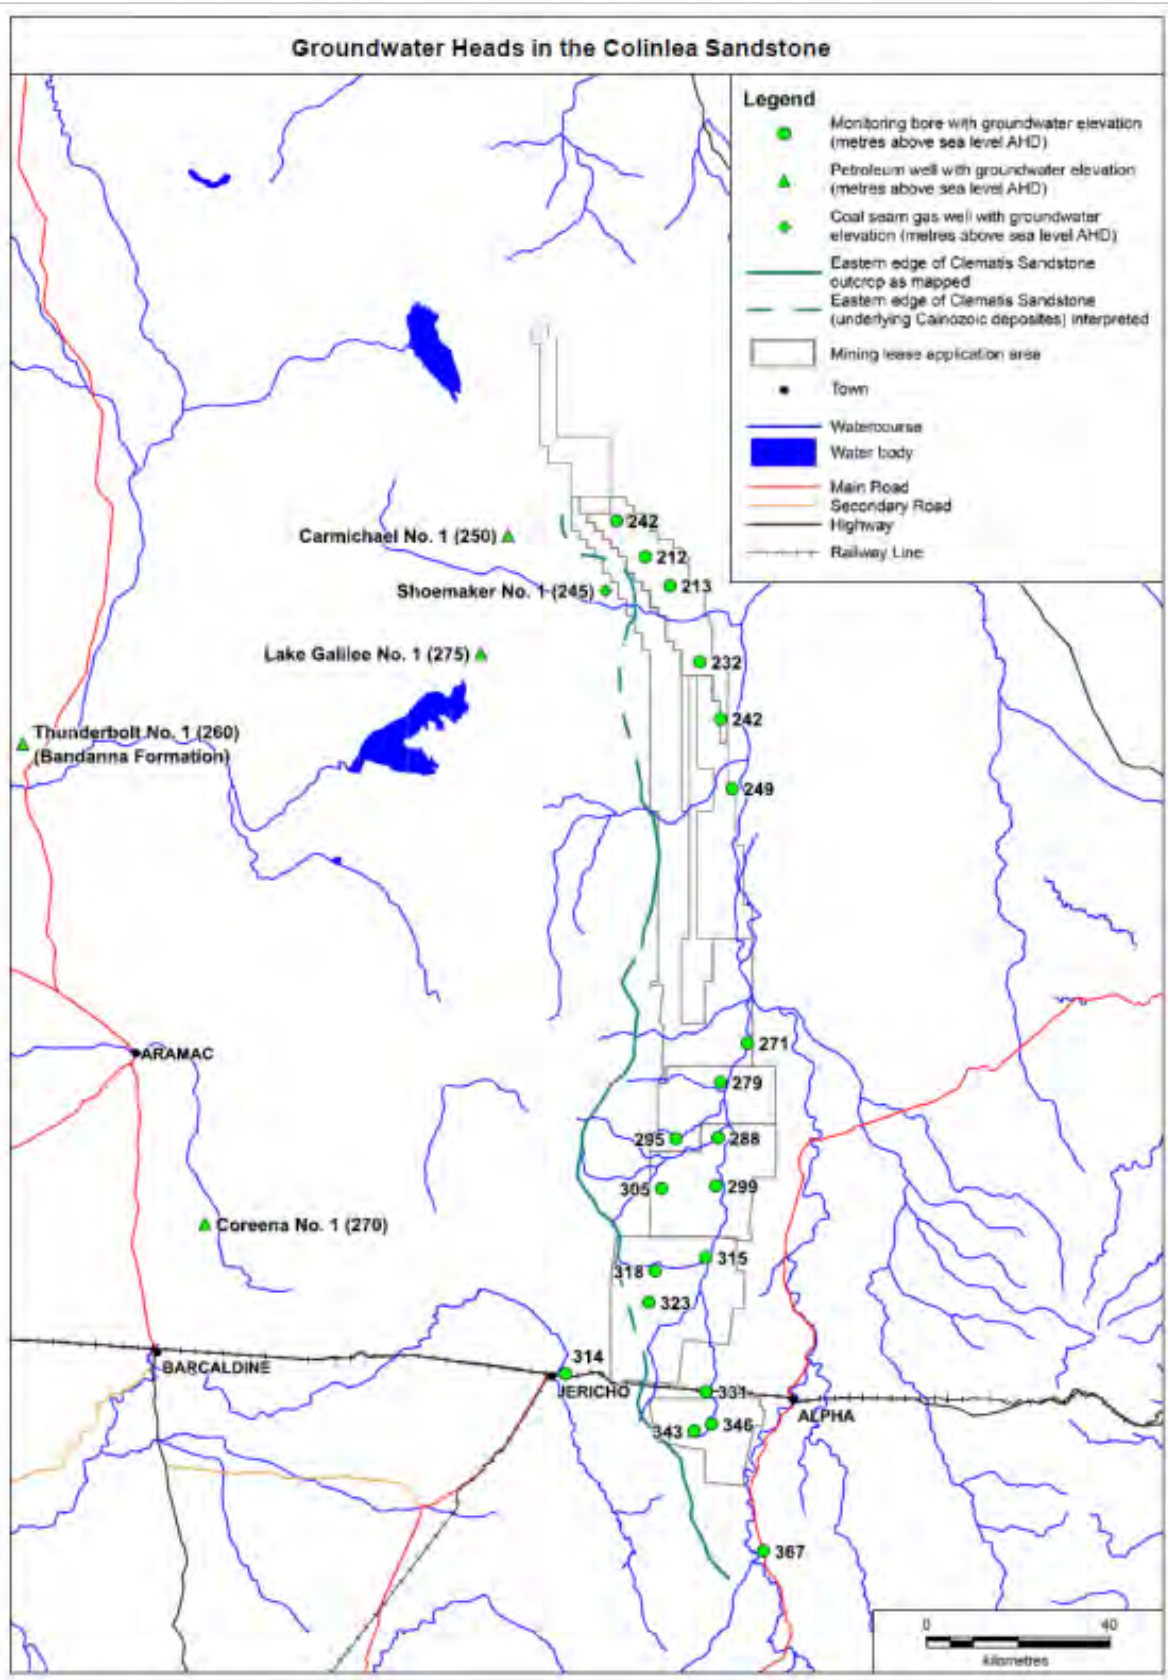 Groundwater Heads in the Colinlea Sandstone
Legend
Monitoring bore with groundwater elevation
(metres above sea level AHD)
Petroleum well with groundwater elevation
(metres above sea level AHD)
Coal seam gas well with groundwater
elevation (metres above sea level AHD)
Eastern edge of Clematis Sandstone
outcrop as mapped
Eastern edge of Clematis Sandstone
(underlying Cainozoic deposites) interpreted
Mining lease application area
Town
Watercourse
Water body
Main Road
Secondary Road
Highway
Railway Line
242
Carmichael No. 1 (250)
212
213
Shoemaker No. 1 (245)
Lake Galilee No. 1 (275)
232
242
Thunderbolt No. 1 (260)
(Bandanna Formation)
249
271
ARAMAC
279
295
288
305
299
Coreena No. 1 (270)
315
318
323
314
BARCALDINE
JERICHO
331
ALPHA
343
346
367
0 40
kilometres